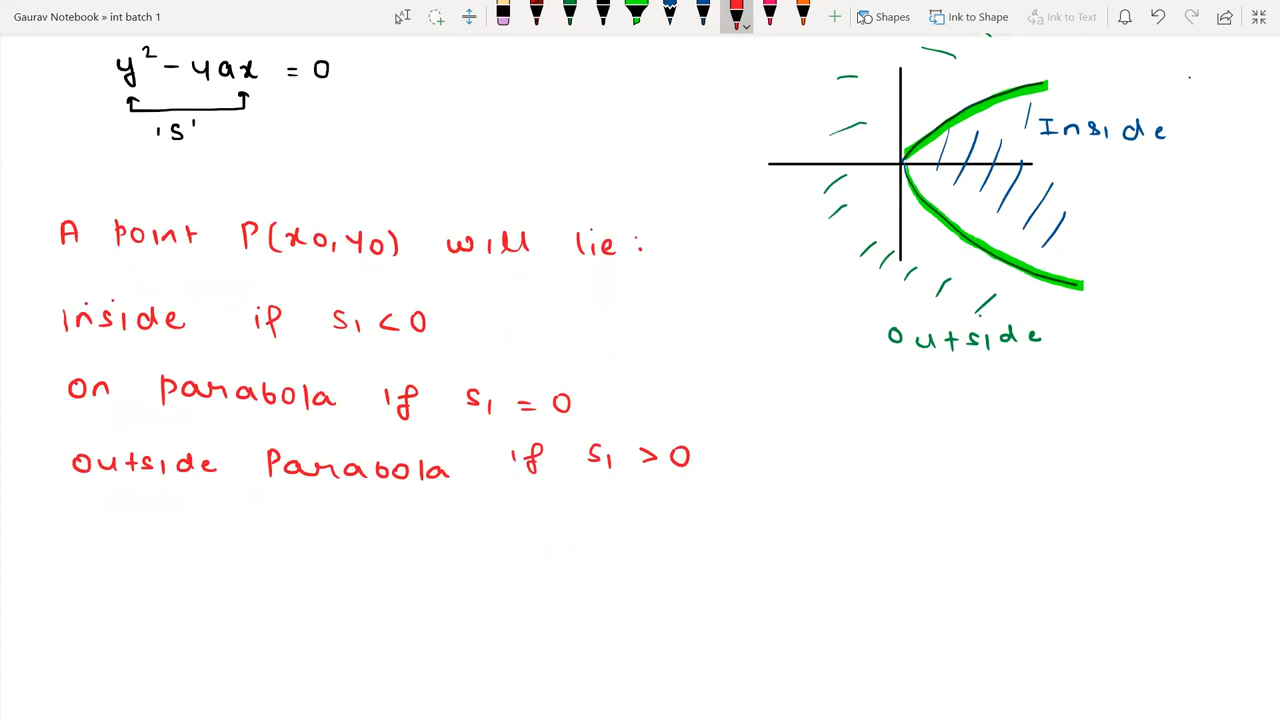 Gaurav Notebook » int batch 1
Shapes
Ink to Shape
Ink to Text
y² - 4ax = 0
's'
Inside
Outside
A point P(x0, y0) will lie :
inside if S₁ < 0
on parabola if S₁ = 0
outside Parabola if S₁ > 0